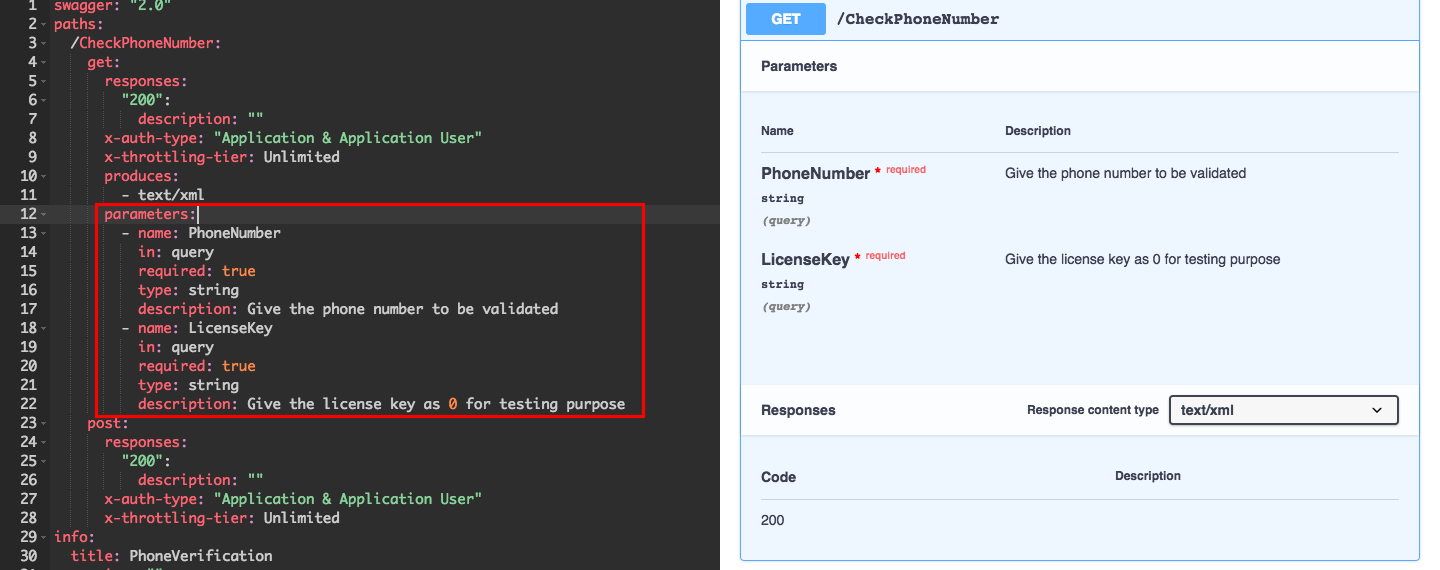 1 swagger: "2.0"
2 paths:
3 /CheckPhoneNumber:
4 get:
5 responses:
6 "200":
7 description: ""
8 x-auth-type: "Application & Application User"
9 x-throttling-tier: Unlimited
10 produces:
11 - text/xml
12 parameters:
13 - name: PhoneNumber
14 in: query
15 required: true
16 type: string
17 description: Give the phone number to be validated
18 - name: LicenseKey
19 in: query
20 required: true
21 type: string
22 description: Give the license key as 0 for testing purpose
23 post:
24 responses:
25 "200":
26 description: ""
27 x-auth-type: "Application & Application User"
28 x-throttling-tier: Unlimited
29 info:
30 title: PhoneVerification
GET /CheckPhoneNumber
Parameters
Name Description
PhoneNumber * required Give the phone number to be validated
string
(query)
LicenseKey * required Give the license key as 0 for testing purpose
string
(query)
Responses Response content type text/xml
Code Description
200